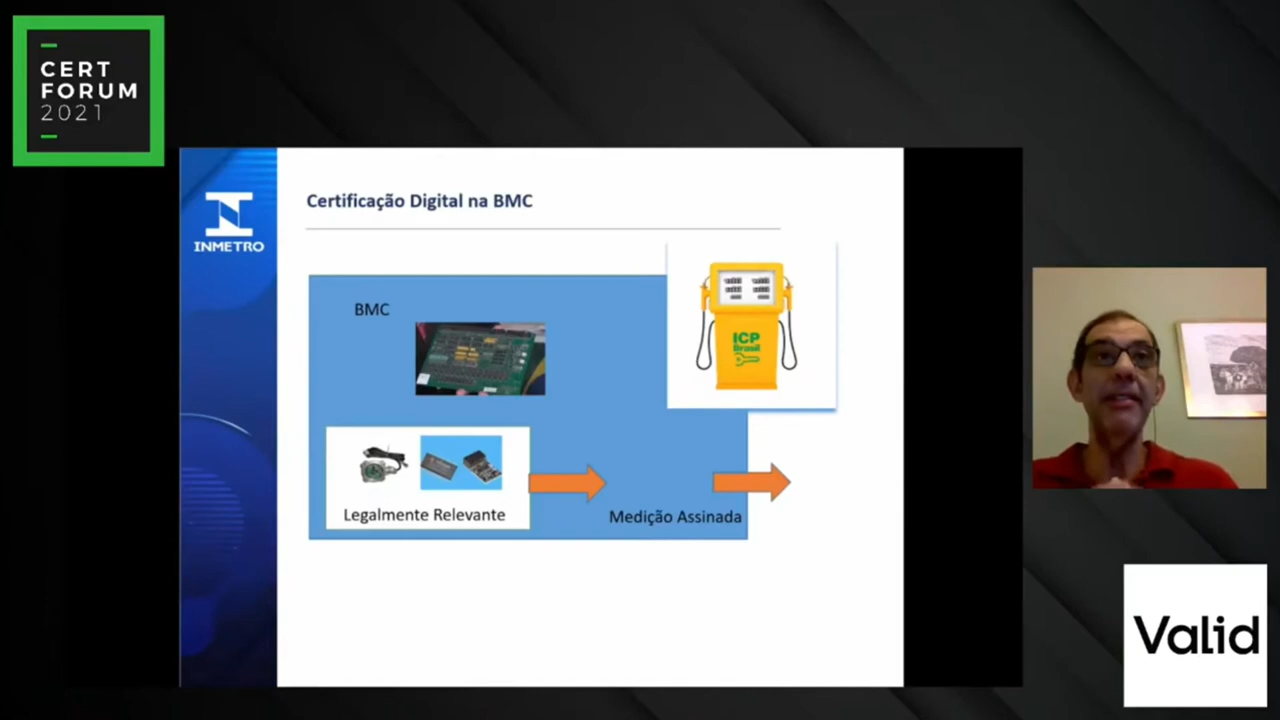 CERT
FORUM
2021
INMETRO
Certificação Digital na BMC
BMC
ICP
Brasil
Legalmente Relevante
Medição Assinada
Valid